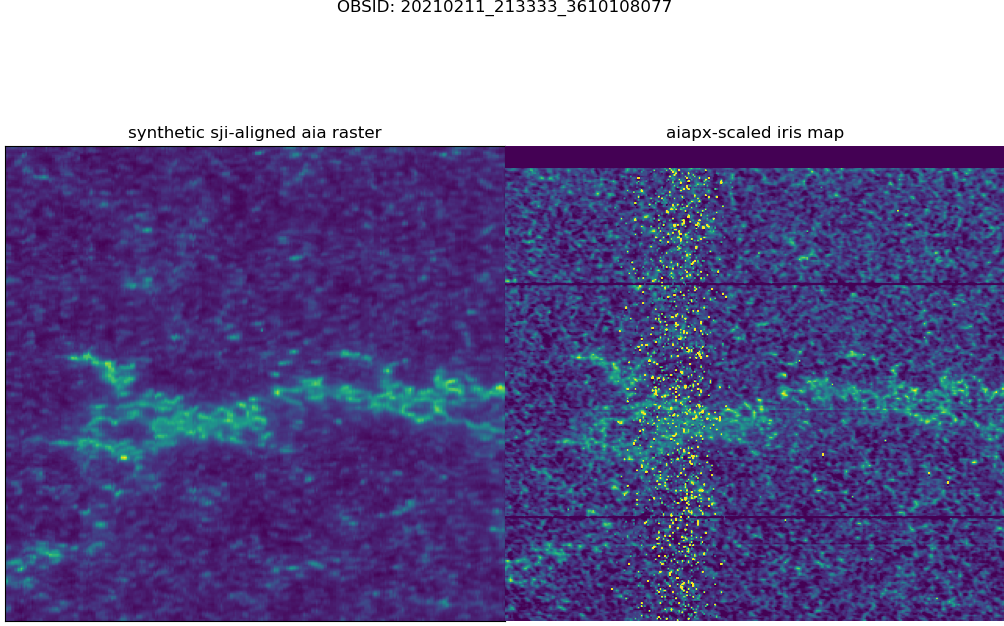 OBSID: 20210211_213333_3610108077
synthetic sji-aligned aia raster
aiapx-scaled iris map